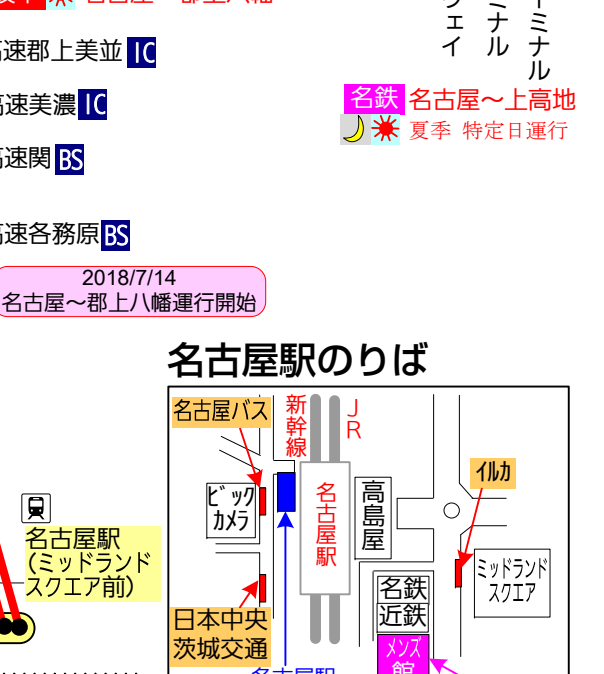 速郡上美並 IC
速美濃 IC
速関 BS
速各務原 BS
2018/7/14
名古屋～郡上八幡運行開始
ェイ
ミナル
ーミナル
名鉄 名古屋～上高地
夏季 特定日運行
名古屋駅のりば
名古屋バス
新幹線
JR
ビックカメラ
名古屋駅
高島屋
イルカ
名古屋駅
(ミッドランド
スクエア前)
名鉄
近鉄
メンズ
館
ミッドランド
スクエア
日本中央
茨城交通
名古屋駅